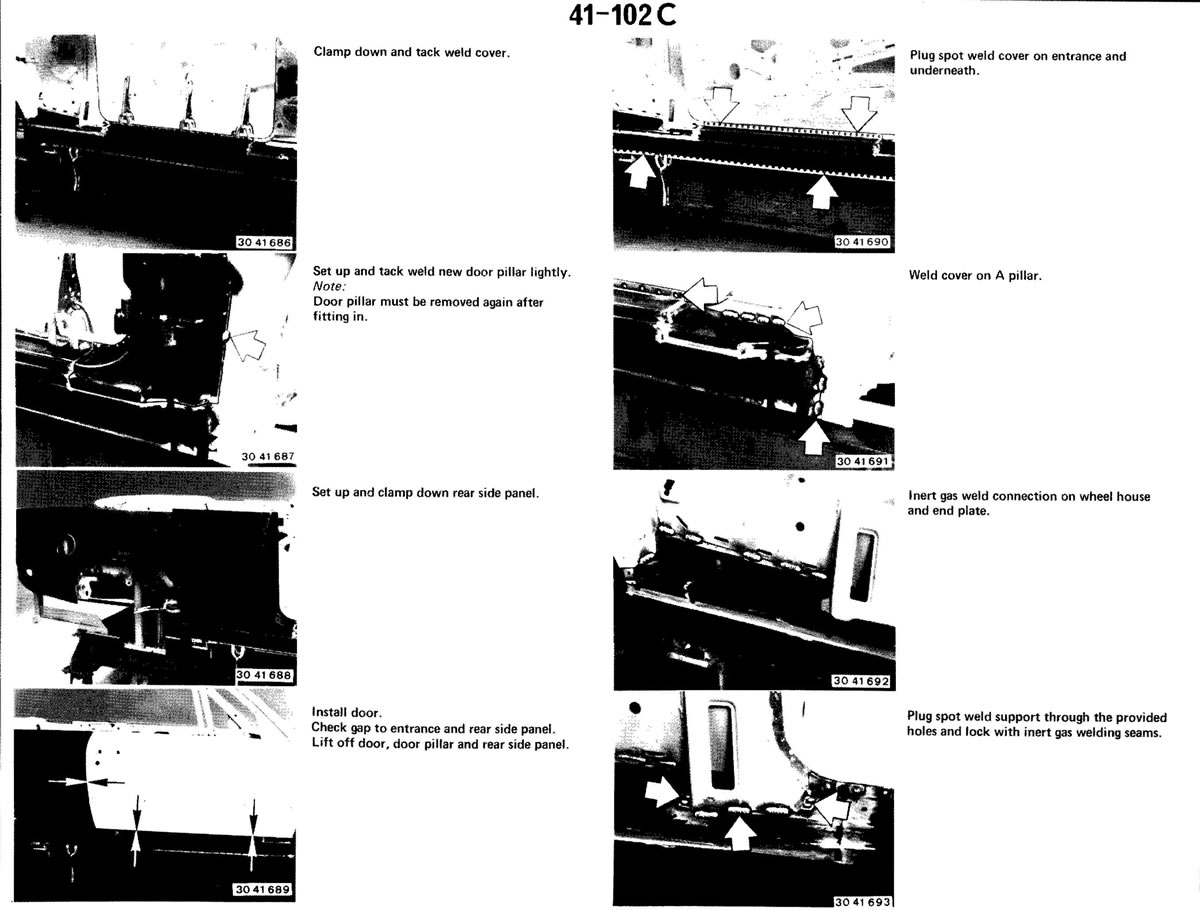 41-102 C
Clamp down and tack weld cover.
30 41 686
Set up and tack weld new door pillar lightly.
Note:
Door pillar must be removed again after
fitting in.
30 41 687
Set up and clamp down rear side panel.
30 41 688
Install door.
Check gap to entrance and rear side panel.
Lift off door, door pillar and rear side panel.
30 41 689
Plug spot weld cover on entrance and
underneath.
30 41 690
Weld cover on A pillar.
30 41 691
Inert gas weld connection on wheel house
and end plate.
30 41 692
Plug spot weld support through the provided
holes and lock with inert gas welding seams.
30 41 693